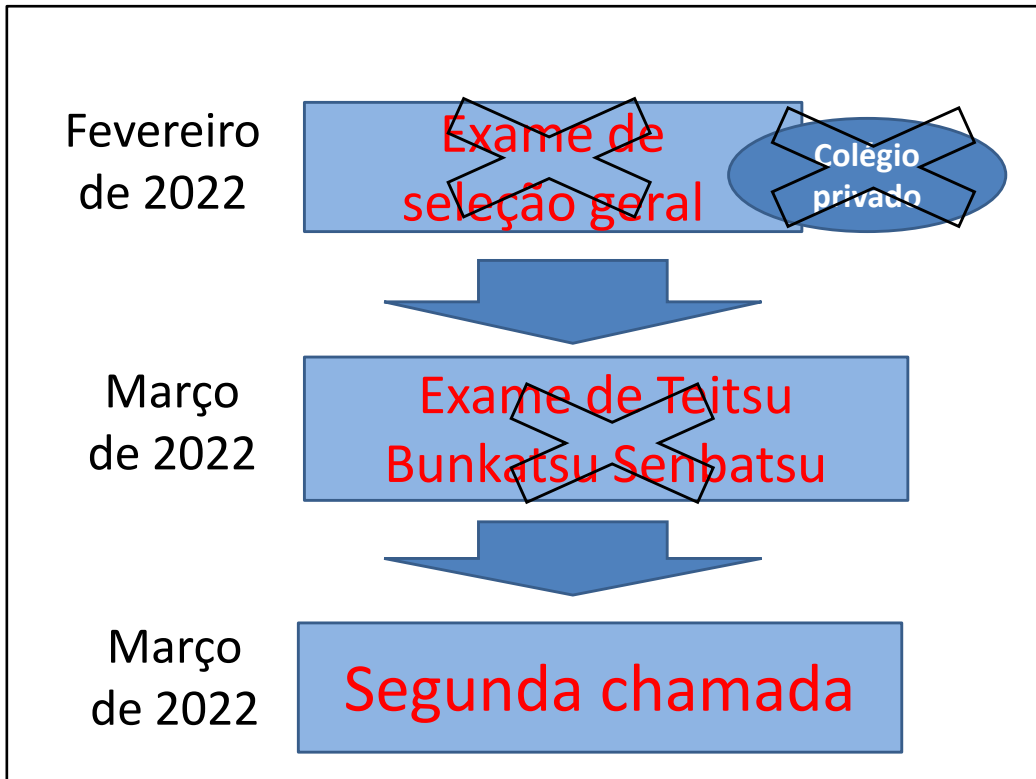 Fevereiro
de 2022
Exame de
seleção geral
Colégio
privado
Março
de 2022
Exame de Teitsu
Bunkatsu Senbatsu
Março
de 2022
Segunda chamada